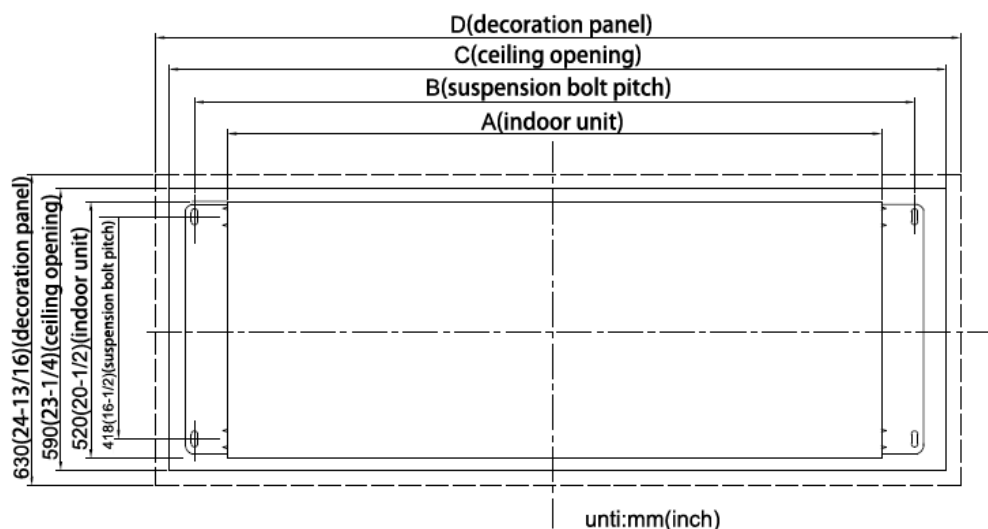 D(decoration panel)
C(ceiling opening)
B(suspension bolt pitch)
A(indoor unit)
630(24-13/16)(decoration panel)
590(23-1/4)(ceiling opening)
520(20-1/2)(indoor unit)
418(16-1/2)(suspension bolt pitch)
unti:mm(inch)